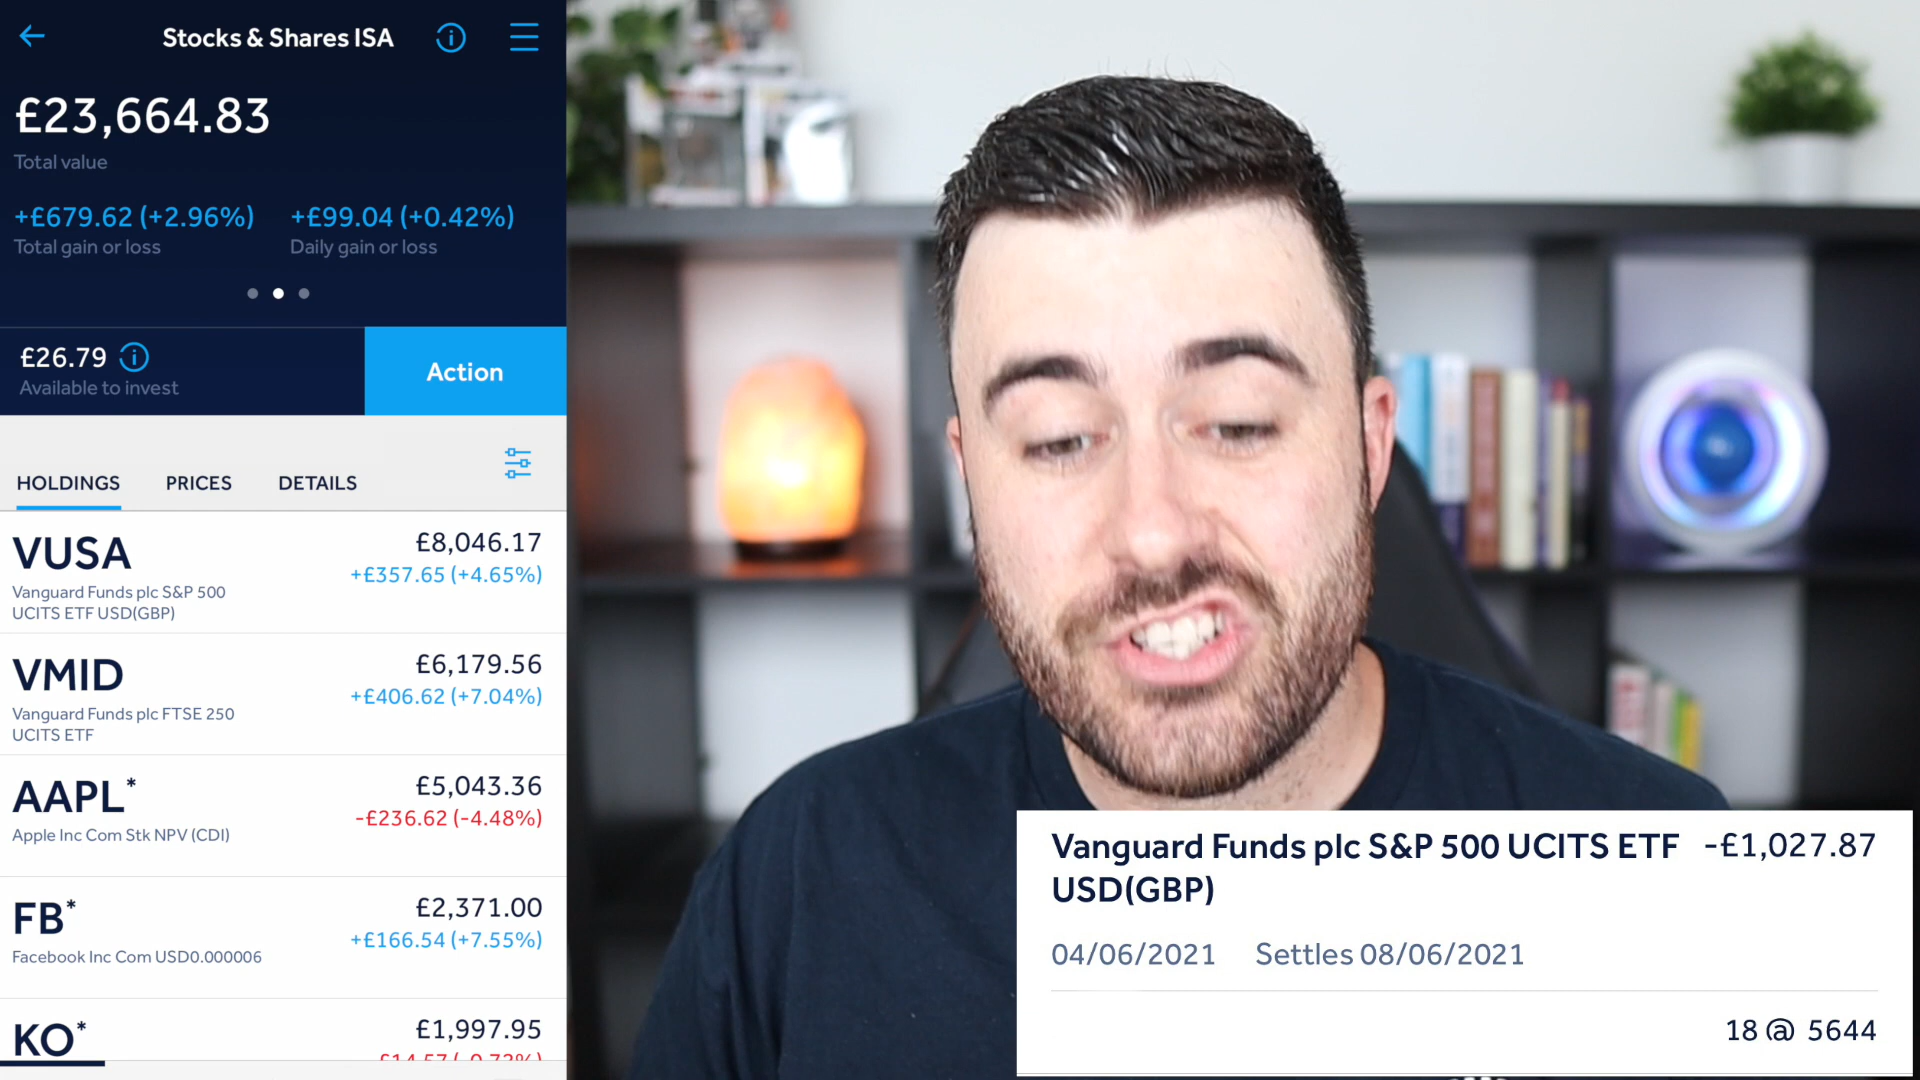 Stocks & Shares ISA
£23,664.83
Total value
+£679.62 (+2.96%) +£99.04 (+0.42%)
Total gain or loss Daily gain or loss
£26.79
Available to invest
Action
HOLDINGS PRICES DETAILS
VUSA £8,046.17
+£357.65 (+4.65%)
Vanguard Funds plc S&P 500
UCITS ETF USD(GBP)
VMID £6,179.56
+£406.62 (+7.04%)
Vanguard Funds plc FTSE 250
UCITS ETF
AAPL* £5,043.36
-£236.62 (-4.48%)
Apple Inc Com Stk NPV (CDI)
FB* £2,371.00
+£166.54 (+7.55%)
Facebook Inc Com USD0.000006
KO* £1,997.95
Vanguard Funds plc S&P 500 UCITS ETF -£1,027.87
USD(GBP)
04/06/2021 Settles 08/06/2021
18 @ 5644